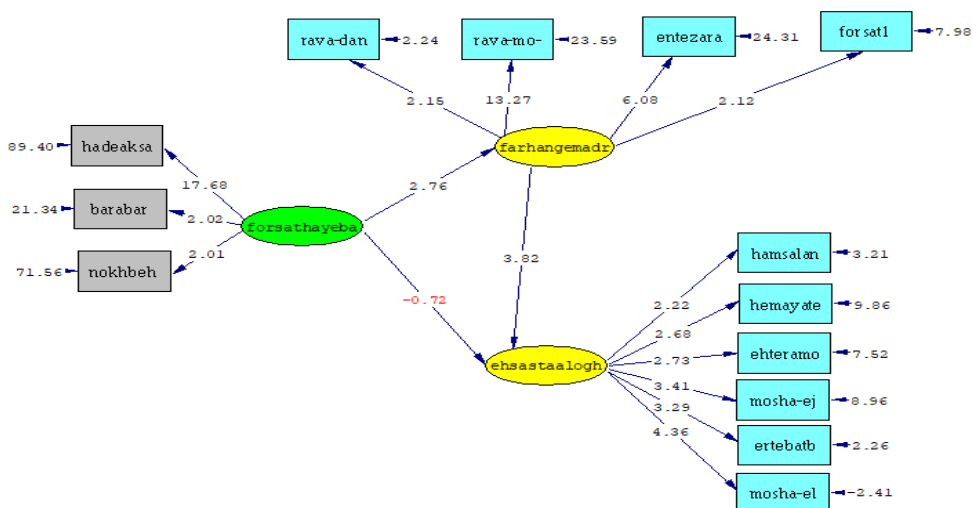 rava-dan
2.24
rava-mo-
23.59
entezara
24.31
forsat1
7.98
2.15
13.27
6.08
2.12
89.40
hadeaksa
farhangemadr
17.68
2.76
21.34
barabar
2.02
forsathayeba
2.01
71.56
nokhbeh
3.82
hamsalan
3.21
-0.72
2.22
hemayate
9.86
2.68
ehteramo
7.52
2.73
ehsastaalogh
3.41
mosha-ej
8.96
3.29
4.36
ertebatb
2.26
mosha-el
-2.41